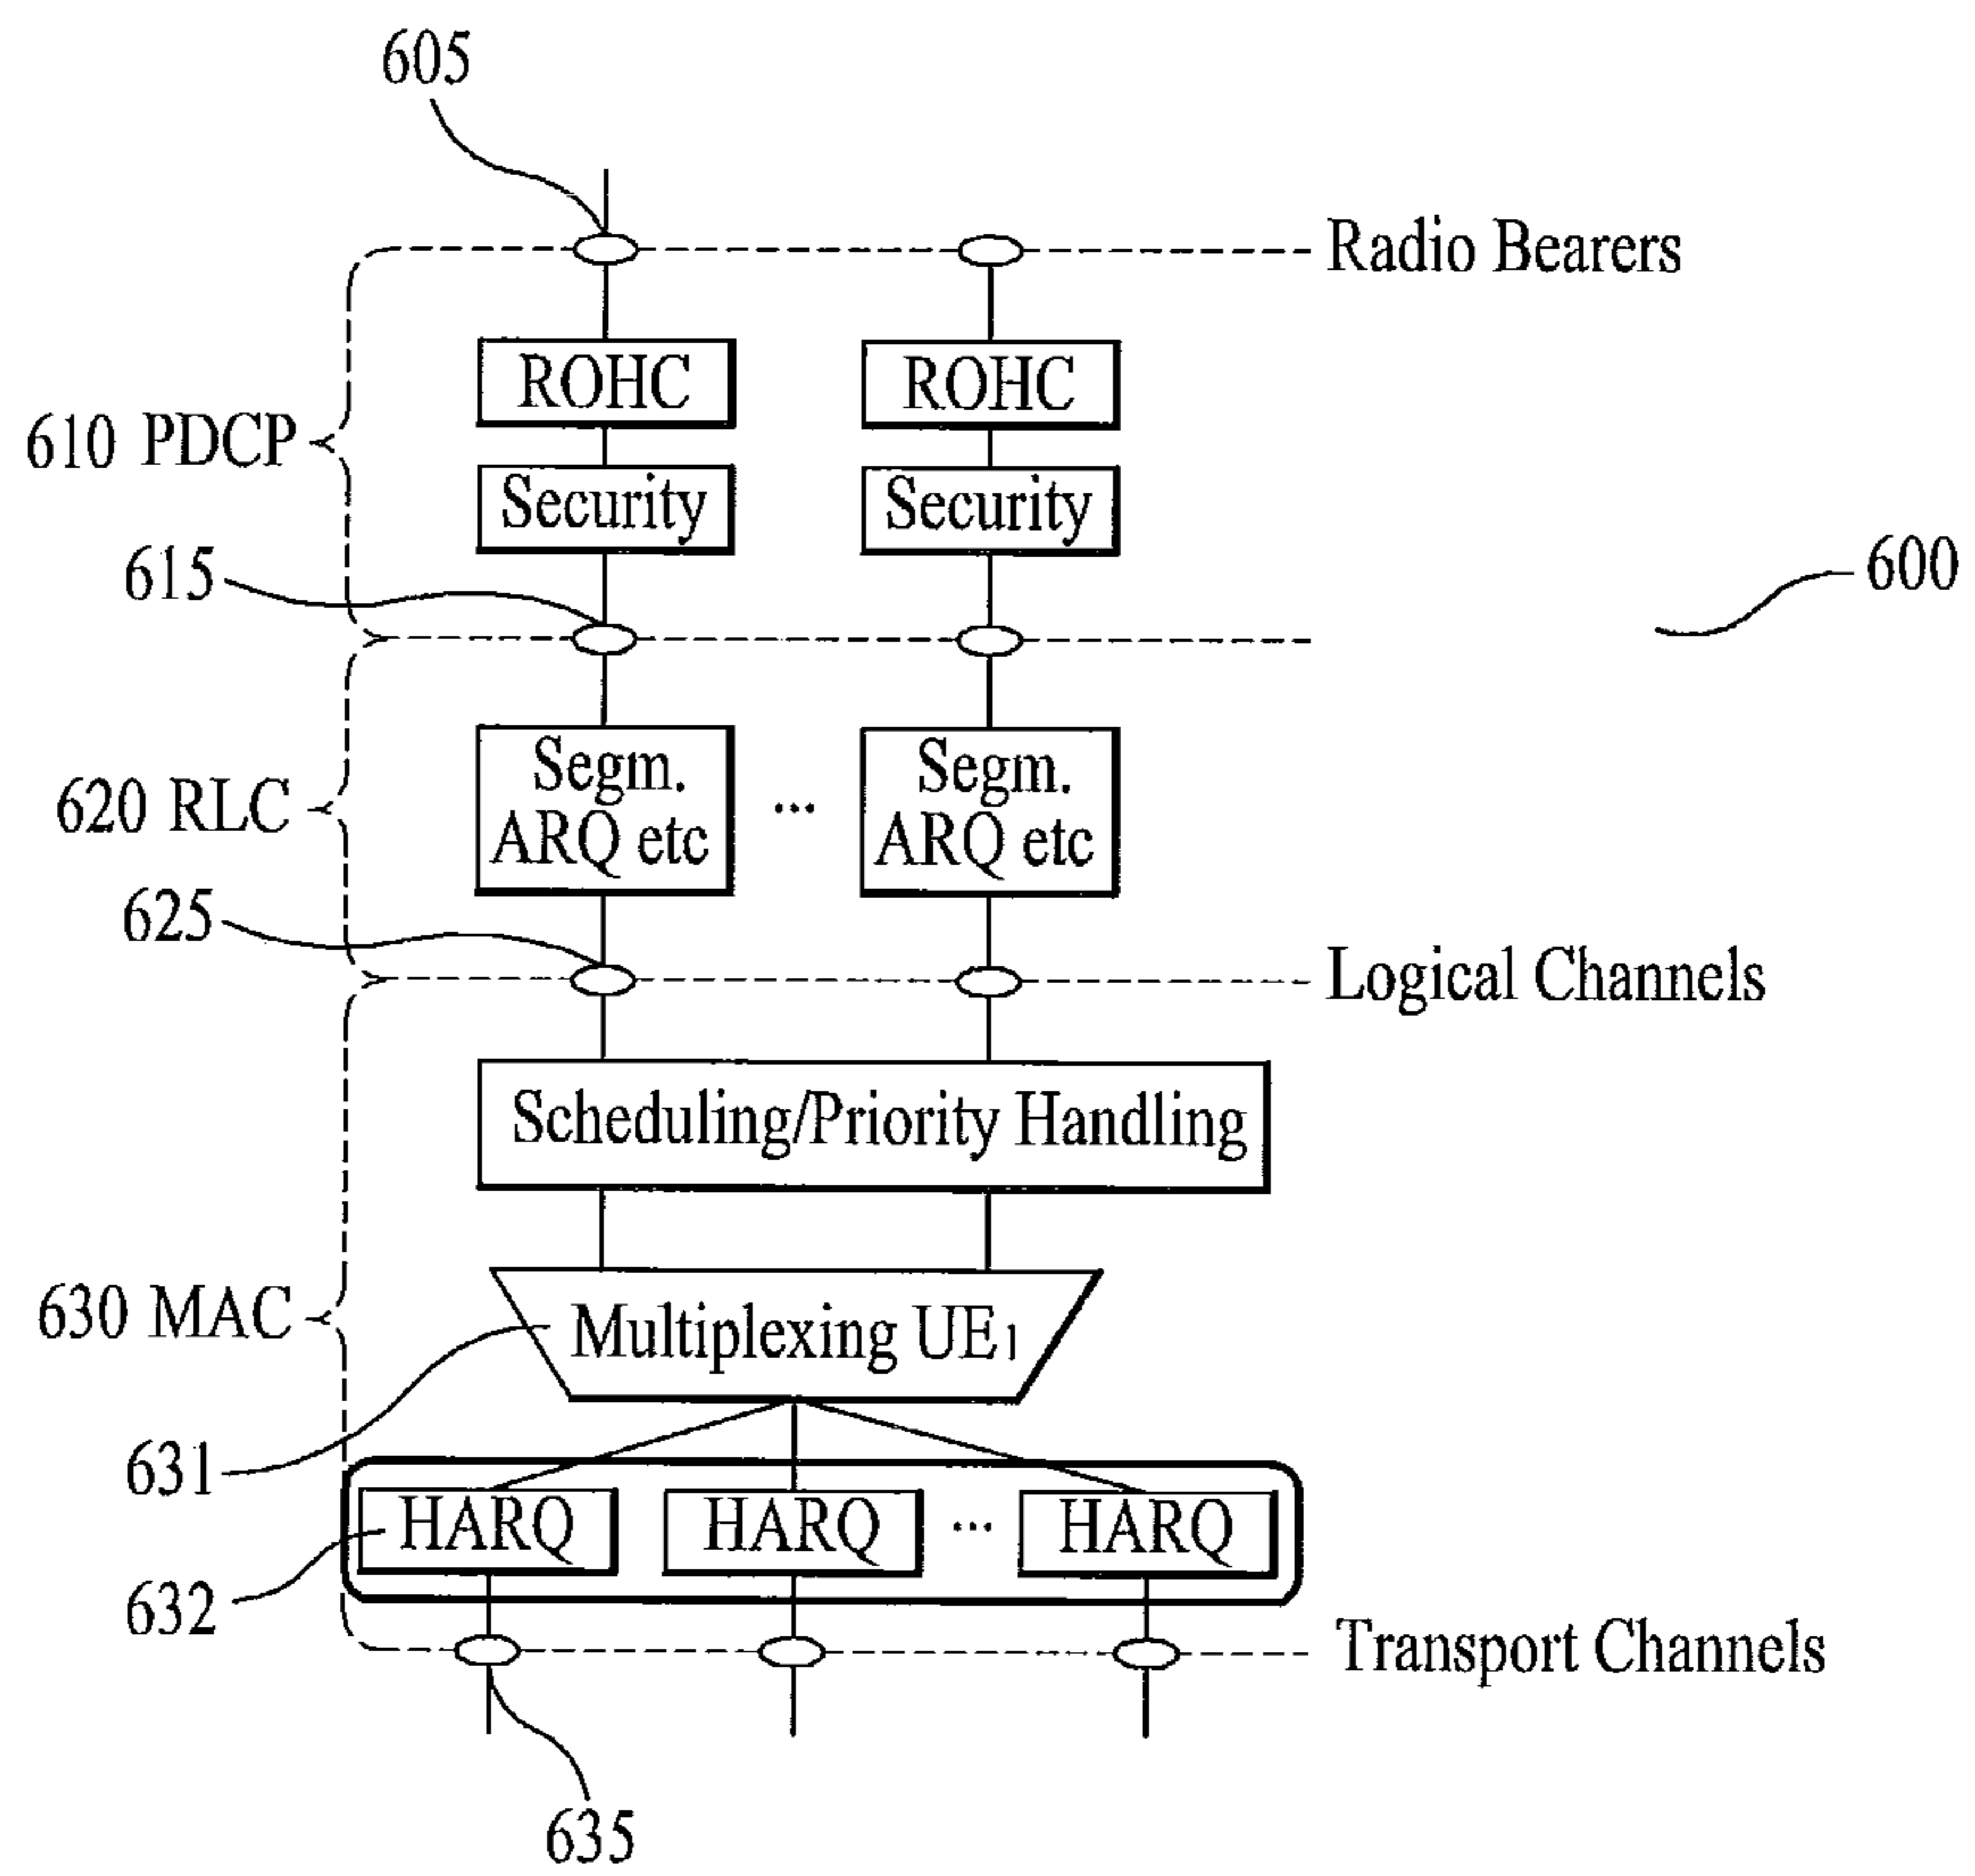 605
Radio Bearers
ROHC
ROHC
610 PDCP
Security
Security
615
600
Segm.
ARQ etc
...
Segm.
ARQ etc
620 RLC
625
Logical Channels
Scheduling/Priority Handling
630 MAC
Multiplexing UE1
631
HARQ
HARQ
...
HARQ
632
Transport Channels
635